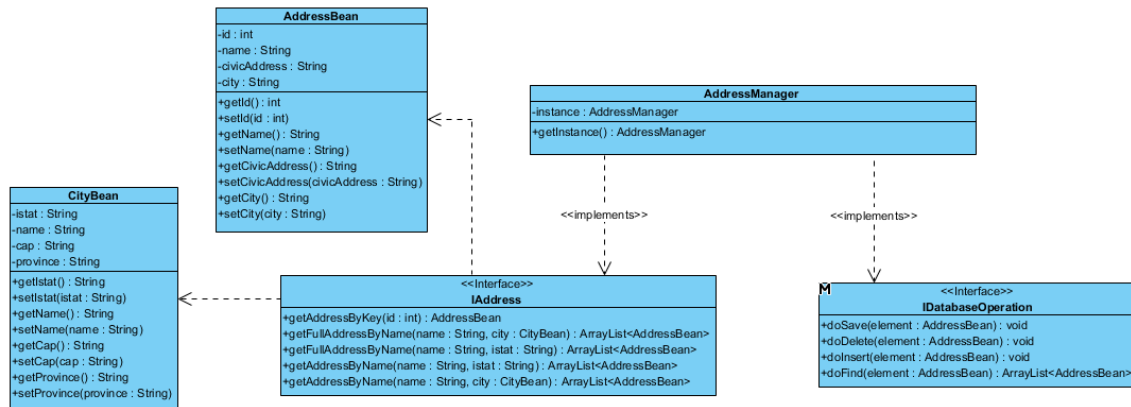 AddressBean
-id : int
-name : String
-civicAddress : String
-city : String
+getId() : int
+setId(id : int)
+getName() : String
+setName(name : String)
+getCivicAddress() : String
+setCivicAddress(civicAddress : String)
+getCity() : String
+setCity(city : String)
AddressManager
-instance : AddressManager
+getInstance() : AddressManager
<<implements>>
<<implements>>
CityBean
-istat : String
-name : String
-cap : String
-province : String
+getIstat() : String
+setIstat(istat : String)
+getName() : String
+setName(name : String)
+getCap() : String
+setCap(cap : String)
+getProvince() : String
+setProvince(province : String)
<<Interface>>
IAddress
+getAddressByKey(id : int) : AddressBean
+getFullAddressByName(name : String, city : CityBean) : ArrayList<AddressBean>
+getFullAddressByName(name : String, istat : String) : ArrayList<AddressBean>
+getAddressByName(name : String, istat : String) : ArrayList<AddressBean>
+getAddressByName(name : String, city : CityBean) : ArrayList<AddressBean>
M
<<Interface>>
IDatabaseOperation
+doSave(element : AddressBean) : void
+doDelete(element : AddressBean) : void
+doInsert(element : AddressBean) : void
+doFind(element : AddressBean) : ArrayList<AddressBean>